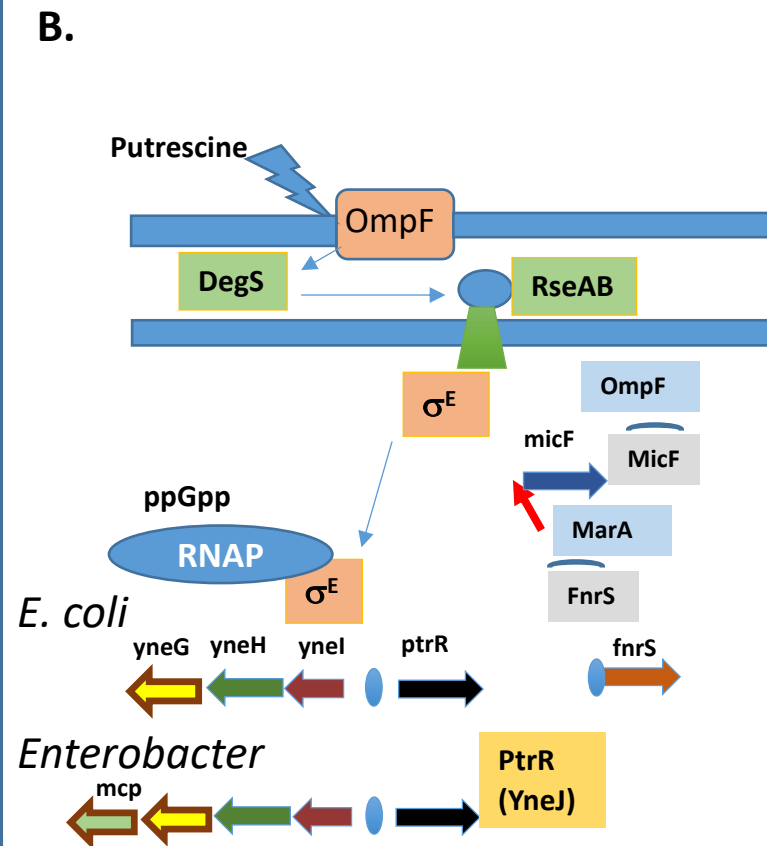 B.
Putrescine
OmpF
DegS
RseAB
σE
OmpF
micF
MicF
ppGpp
RNAP
MarA
σE
FnrS
E. coli
yneG yneH yneI ptrR fnrS
Enterobacter
mcp
PtrR
(YneJ)